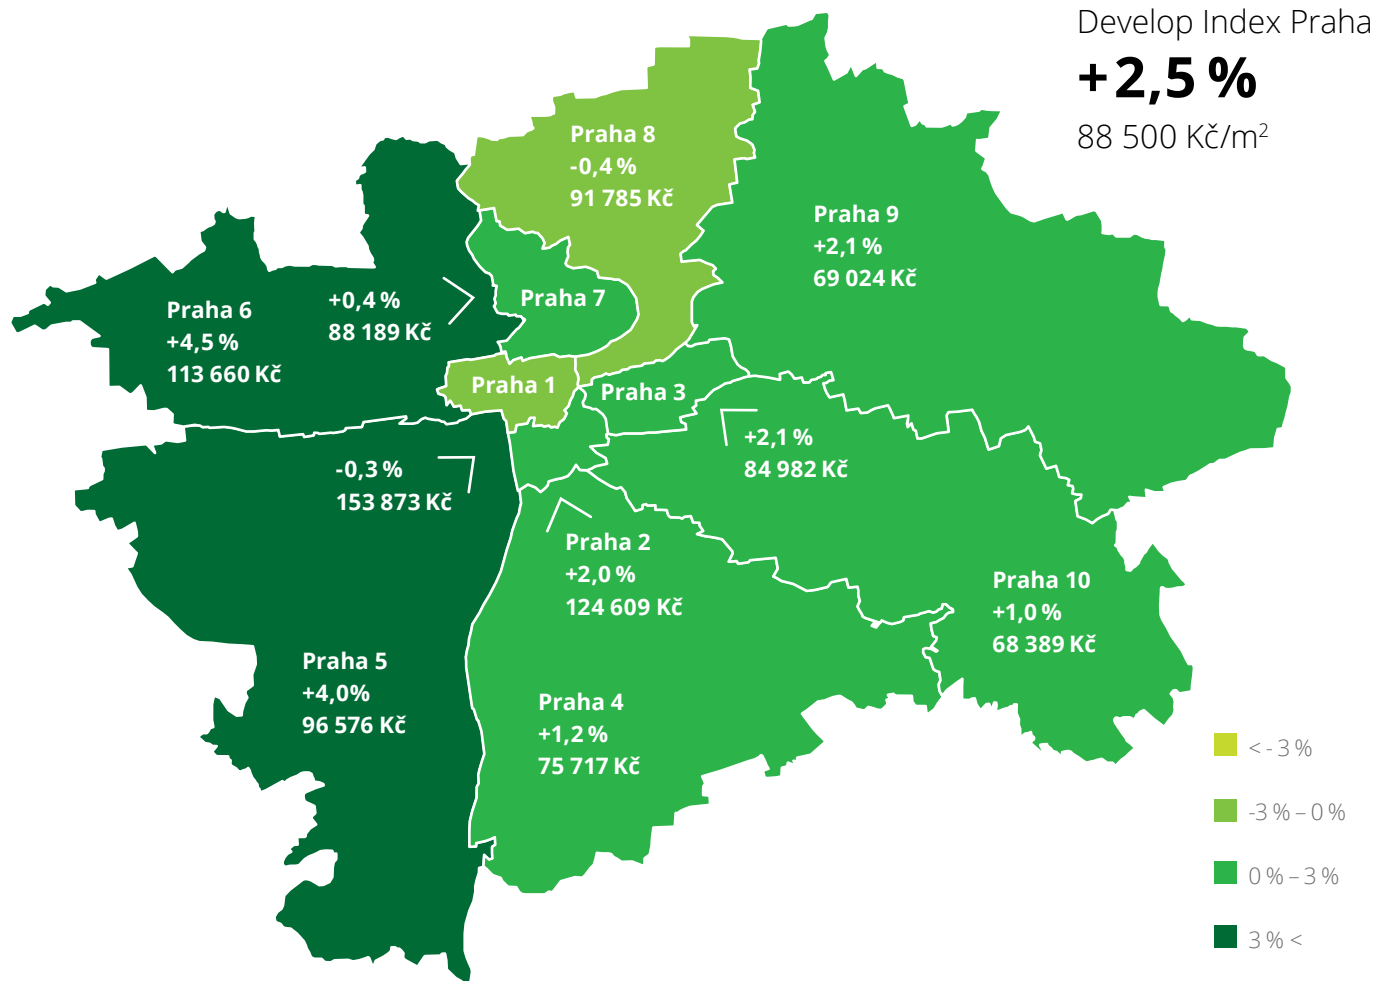 Develop Index Praha
+2,5 %
88 500 Kč/m²
Praha 8
-0,4 %
91 785 Kč
Praha 9
+2,1 %
69 024 Kč
Praha 7
+0,4 %
88 189 Kč
Praha 6
+4,5 %
113 660 Kč
Praha 1
-0,3 %
153 873 Kč
Praha 3
+2,1 %
84 982 Kč
Praha 2
+2,0 %
124 609 Kč
Praha 10
+1,0 %
68 389 Kč
Praha 5
+4,0%
96 576 Kč
Praha 4
+1,2 %
75 717 Kč
< - 3 %
-3 % – 0 %
0 % – 3 %
3 % <